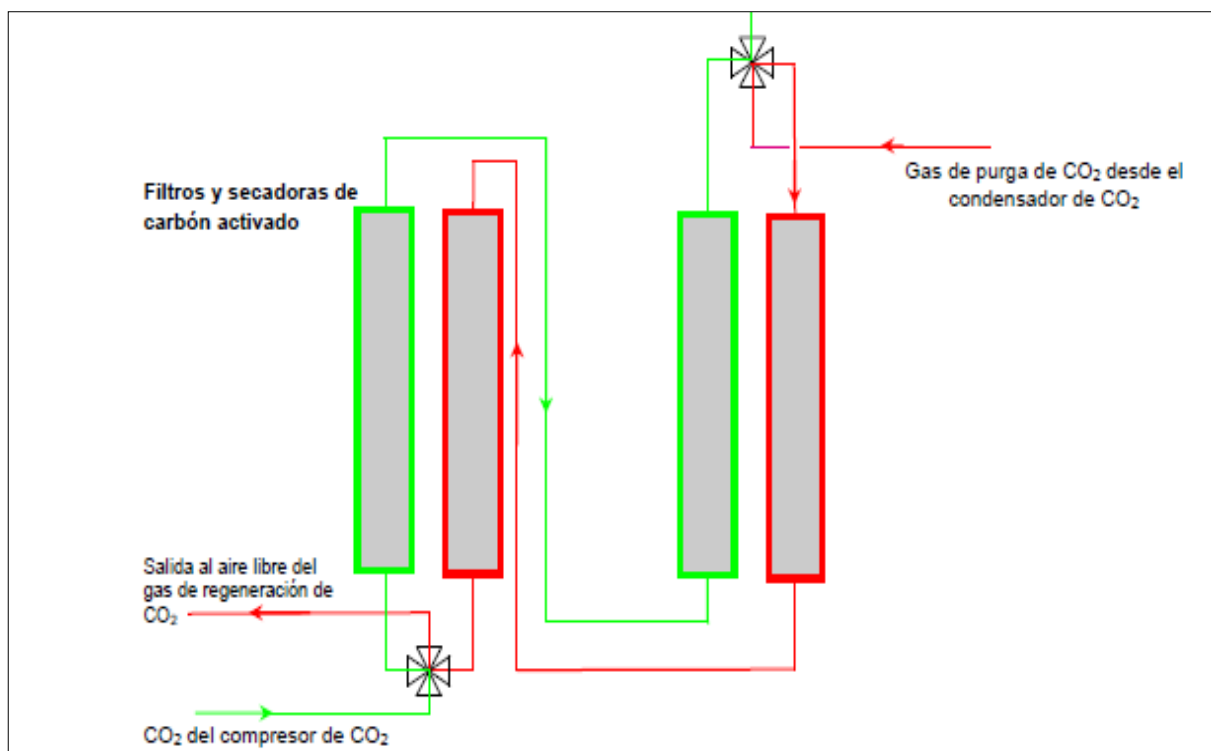 Filtros y secadoras de
carbón activado
Gas de purga de CO₂ desde el
condensador de CO₂
Salida al aire libre del
gas de regeneración de
CO₂
CO₂ del compresor de CO₂